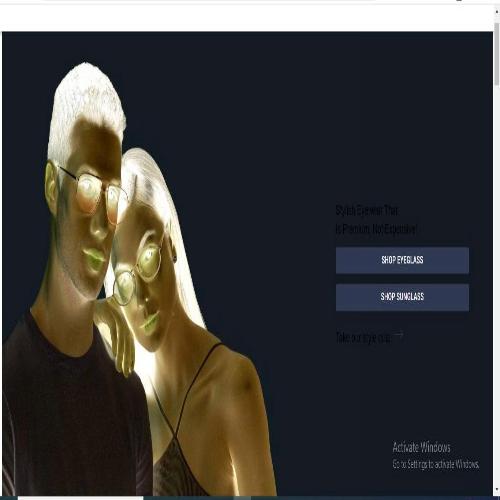 Stylish Eyewear That
is Premium, Not Expensive!
SHOP EYEGLASS
SHOP SUNGLASS
Take our style quiz
Activate Windows
Go to Settings to activate Windows.